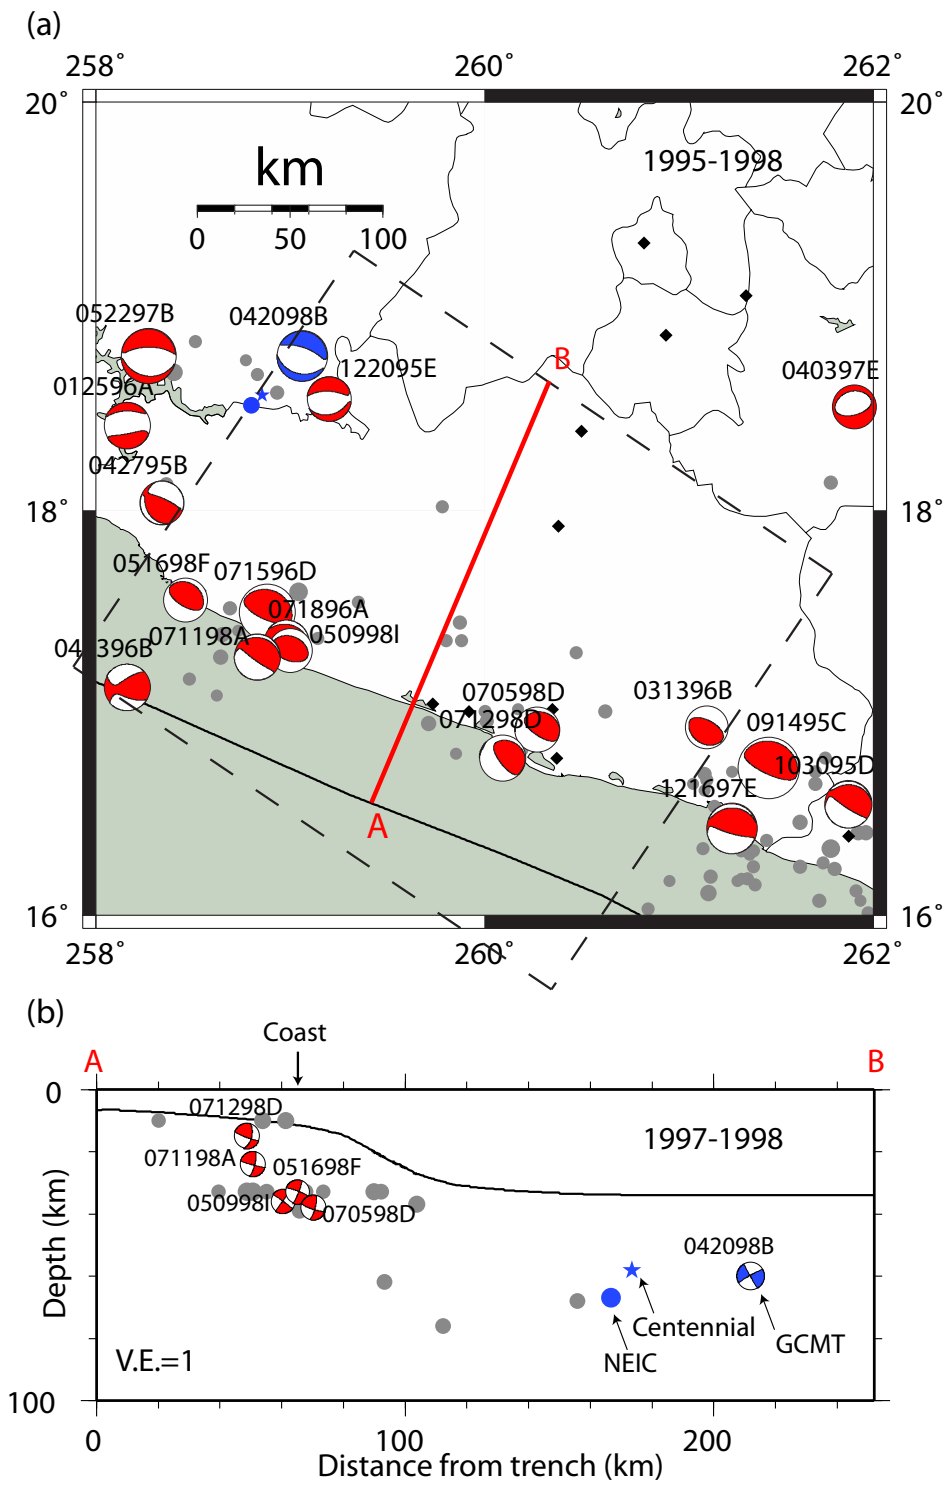 (a)
258° 260° 262°
20° 20°
1995-1998
km
0 50 100
052297B
042098B
B
122095E
040397E
012596A
042795B
18° 18°
051698F
071596D
071896A
050998I
071198A
396B
070598D
031396B
071298D
091495C
103095D
121697E
A
16° 16°
258° 260° 262°
(b)
Coast
A B
0
071298D
1997-1998
071198A
051698F
050998I
070598D
042098B
Depth (km)
Centennial
GCMT
NEIC
V.E.=1
100
0 100 200
Distance from trench (km)